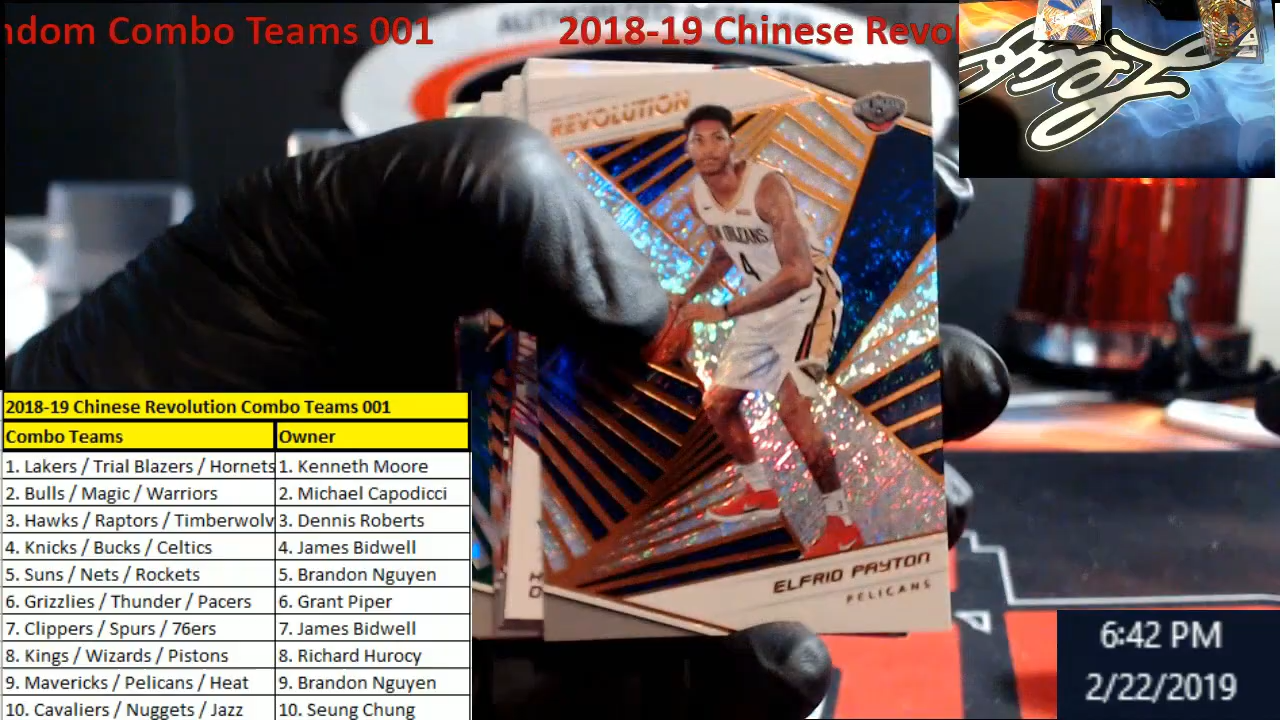 ndom Combo Teams 001
2018-19 Chinese Revol
REVOLUTION
NEW ORLEANS
4
ELFRID PAYTON
PELICANS
2018-19 Chinese Revolution Combo Teams 001
Combo Teams Owner
1. Lakers / Trial Blazers / Hornets 1. Kenneth Moore
2. Bulls / Magic / Warriors 2. Michael Capodicci
3. Hawks / Raptors / Timberwolv 3. Dennis Roberts
4. Knicks / Bucks / Celtics 4. James Bidwell
5. Suns / Nets / Rockets 5. Brandon Nguyen
6. Grizzlies / Thunder / Pacers 6. Grant Piper
7. Clippers / Spurs / 76ers 7. James Bidwell
8. Kings / Wizards / Pistons 8. Richard Hurocy
9. Mavericks / Pelicans / Heat 9. Brandon Nguyen
10. Cavaliers / Nuggets / Jazz 10. Seung Chung
6:42 PM
2/22/2019